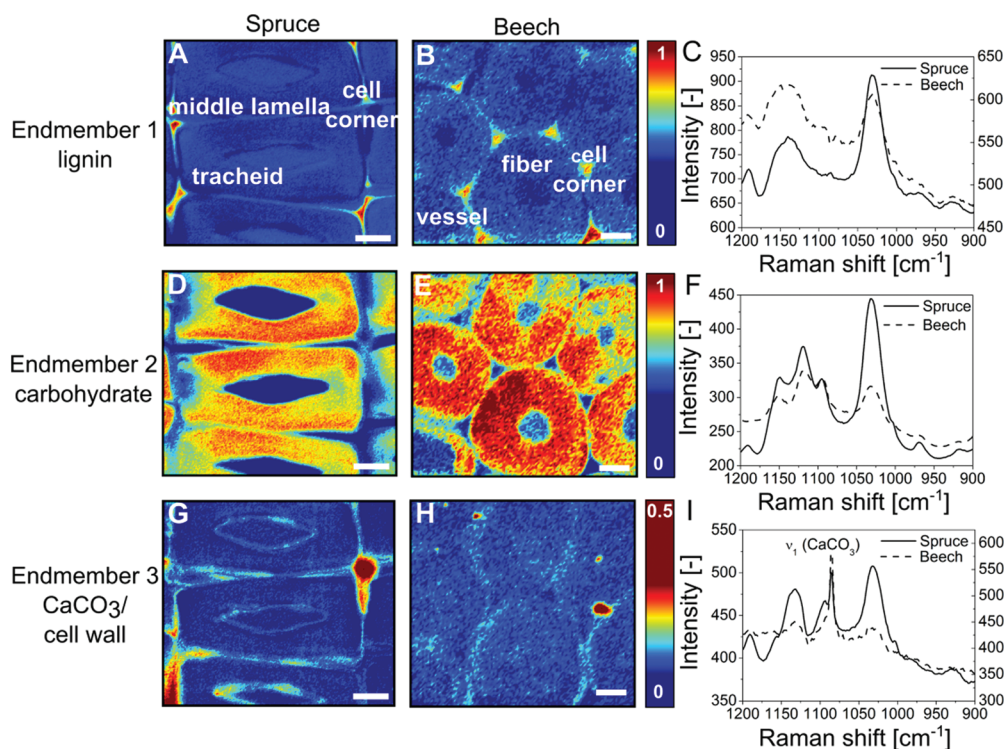 Spruce
Beech
Endmember 1
lignin
A
middle lamella
cell
corner
tracheid
B
fiber
cell
corner
vessel
1
0
C
Intensity [-]
950
900
850
800
750
700
650
600
650
600
550
500
450
Spruce
Beech
1200 1150 1100 1050 1000 950 900
Raman shift [cm⁻¹]
Endmember 2
carbohydrate
D
E
1
0
F
Intensity [-]
450
400
350
300
250
200
Spruce
Beech
1200 1150 1100 1050 1000 950 900
Raman shift [cm⁻¹]
Endmember 3
CaCO3/
cell wall
G
H
0.5
0
I
Intensity [-]
550
500
450
400
350
600
550
500
450
400
350
300
ν₁ (CaCO₃)
Spruce
Beech
1200 1150 1100 1050 1000 950 900
Raman shift [cm⁻¹]